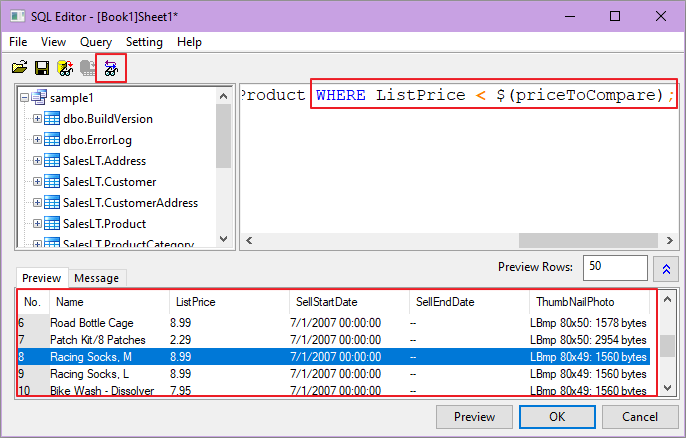 SQL Editor - [Book1]Sheet1*
File View Query Setting Help
sample1
dbo.BuildVersion
dbo.ErrorLog
SalesLT.Address
SalesLT.Customer
SalesLT.CustomerAddress
SalesLT.Product
SalesLT.ProductCategory
Product WHERE ListPrice < $(priceToCompare);
Preview Message
Preview Rows: 50
No. Name ListPrice SellStartDate SellEndDate ThumbNailPhoto
6 Road Bottle Cage 8.99 7/1/2007 00:00:00 -- LBmp 80x50: 1578 bytes
7 Patch Kit/8 Patches 2.29 7/1/2007 00:00:00 -- LBmp 80x50: 2954 bytes
8 Racing Socks, M 8.99 7/1/2007 00:00:00 -- LBmp 80x49: 1560 bytes
9 Racing Socks, L 8.99 7/1/2007 00:00:00 -- LBmp 80x49: 1560 bytes
10 Bike Wash - Dissolver 7.95 7/1/2007 00:00:00 -- LBmp 80x49: 1560 bytes
Preview OK Cancel